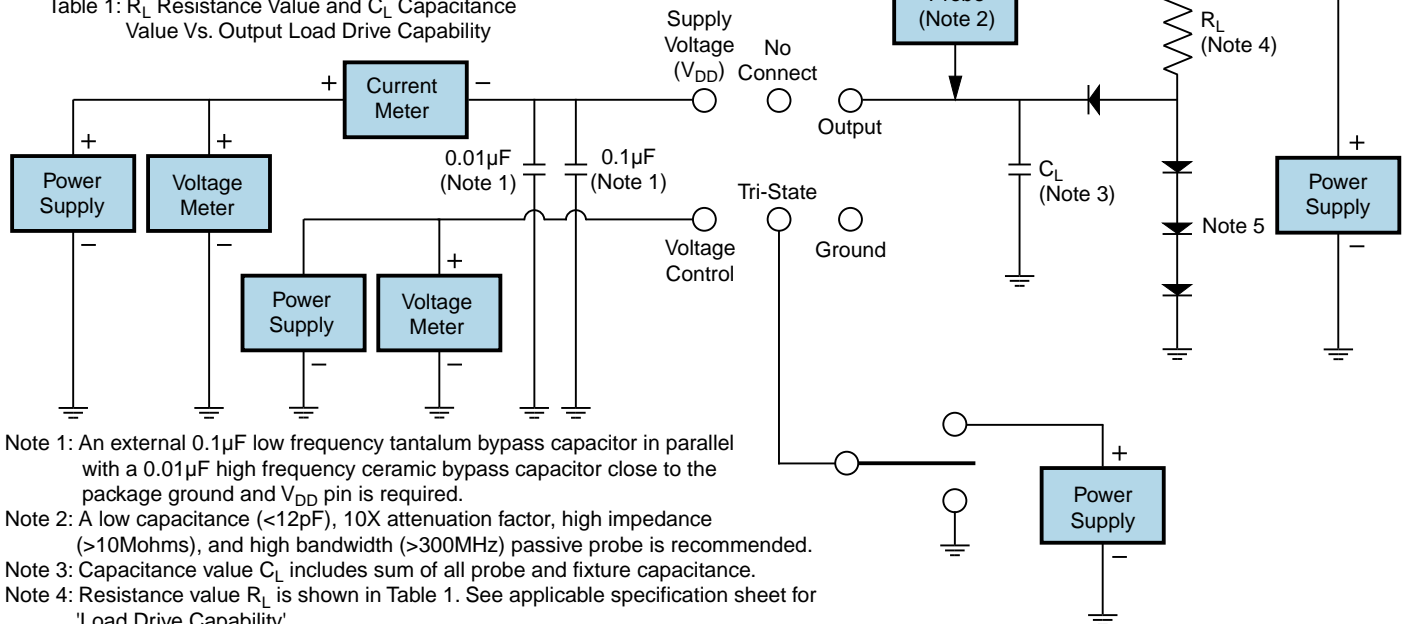 Table 1: RL Resistance Value and CL Capacitance
Value Vs. Output Load Drive Capability
Supply
Voltage
(VDD)
No
Connect
Output
(Note 2)
RL
(Note 4)
+
Current
Meter
−
+
Power
Supply
−
+
Voltage
Meter
−
0.01µF
(Note 1)
0.1µF
(Note 1)
CL
(Note 3)
Note 5
+
Power
Supply
−
Tri-State
Voltage
Control
Ground
Power
Supply
−
+
Voltage
Meter
−
+
Power
Supply
−
Note 1: An external 0.1µF low frequency tantalum bypass capacitor in parallel
with a 0.01µF high frequency ceramic bypass capacitor close to the
package ground and VDD pin is required.
Note 2: A low capacitance (<12pF), 10X attenuation factor, high impedance
(>10Mohms), and high bandwidth (>300MHz) passive probe is recommended.
Note 3: Capacitance value CL includes sum of all probe and fixture capacitance.
Note 4: Resistance value RL is shown in Table 1. See applicable specification sheet for
'Load Drive Capability'